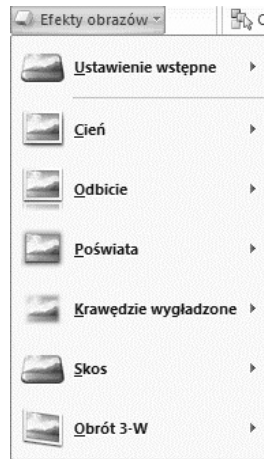 Efekty obrazów
Ustawienie wstępne
Cień
Odbicie
Poświata
Krawędzie wygładzone
Skos
Obrót 3-W